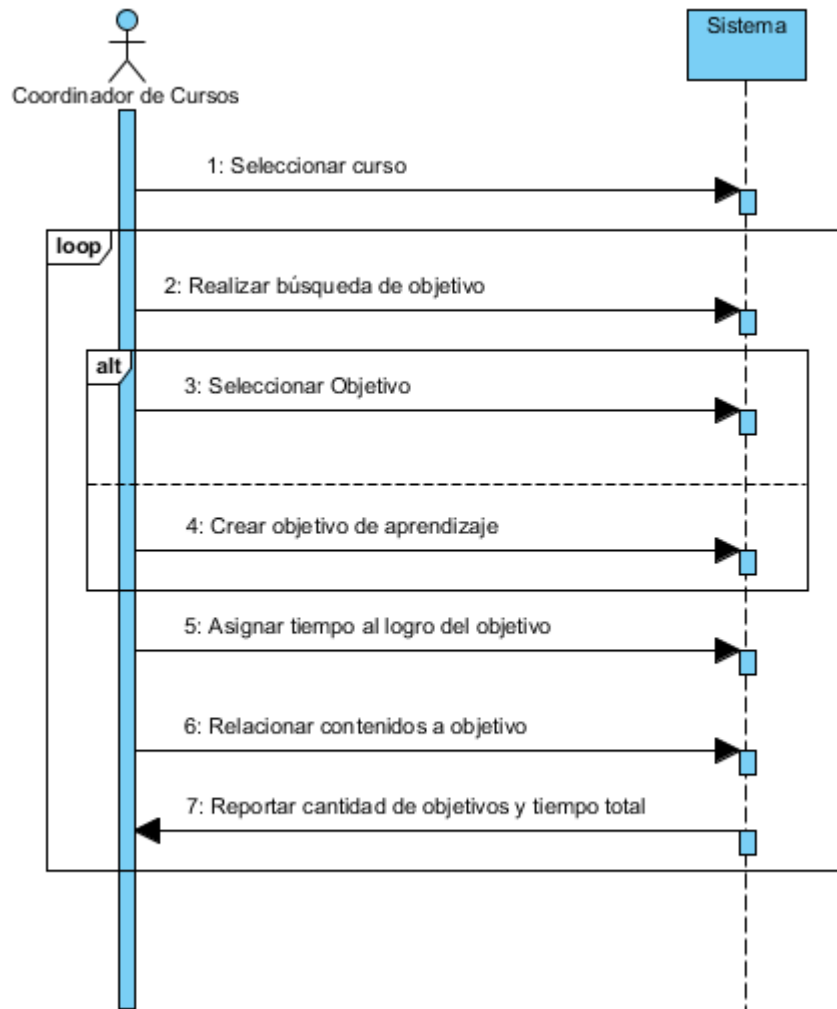 Sistema
Coordinador de Cursos
1: Seleccionar curso
loop
2: Realizar búsqueda de objetivo
alt
3: Seleccionar Objetivo
4: Crear objetivo de aprendizaje
5: Asignar tiempo al logro del objetivo
6: Relacionar contenidos a objetivo
7: Reportar cantidad de objetivos y tiempo total